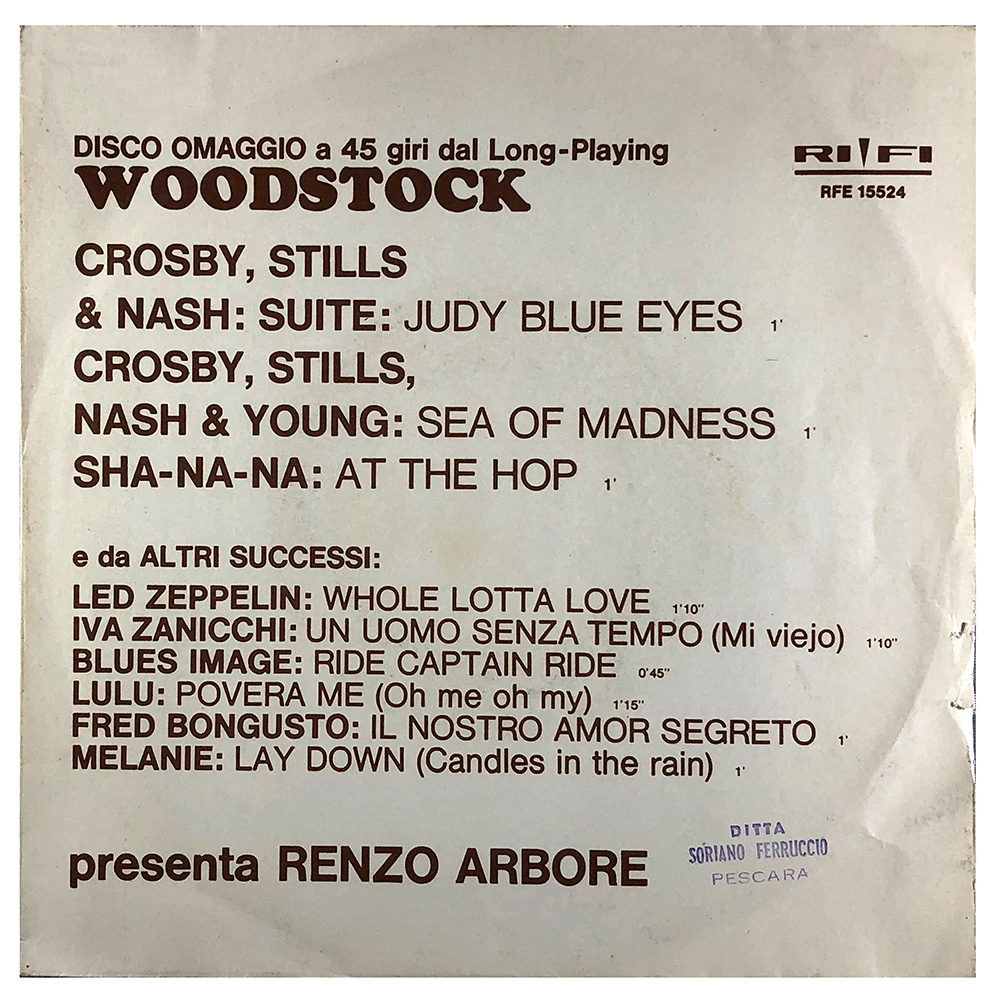 DISCO OMAGGIO a 45 giri dal Long-Playing
WOODSTOCK
RI-FI
RFE 15524
CROSBY, STILLS
& NASH: SUITE: JUDY BLUE EYES 1'
CROSBY, STILLS,
NASH & YOUNG: SEA OF MADNESS 1'
SHA-NA-NA: AT THE HOP 1'
e da ALTRI SUCCESSI:
LED ZEPPELIN: WHOLE LOTTA LOVE 1'10"
IVA ZANICCHI: UN UOMO SENZA TEMPO (Mi viejo) 1'10"
BLUES IMAGE: RIDE CAPTAIN RIDE 0'45"
LULU: POVERA ME (Oh me oh my) 1'15"
FRED BONGUSTO: IL NOSTRO AMOR SEGRETO 1'
MELANIE: LAY DOWN (Candles in the rain) 1'
presenta RENZO ARBORE
DITTA
SORIANO FERRUCCIO
PESCARA